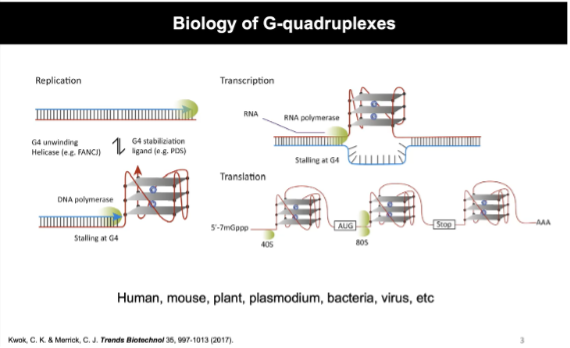 Biology of G-quadruplexes
Replication
G4 unwinding
Helicase (e.g. FANCJ)
G4 stabiliziation
ligand (e.g. PDS)
DNA polymerase
Stalling at G4
Transcription
RNA
RNA polymerase
Stalling at G4
Translation
5'-7mGppp
40S
AUG
80S
Stop
AAA
Human, mouse, plant, plasmodium, bacteria, virus, etc
Kwok, C. K. & Merrick, C. J. Trends Biotechnol 35, 997-1013 (2017).
3